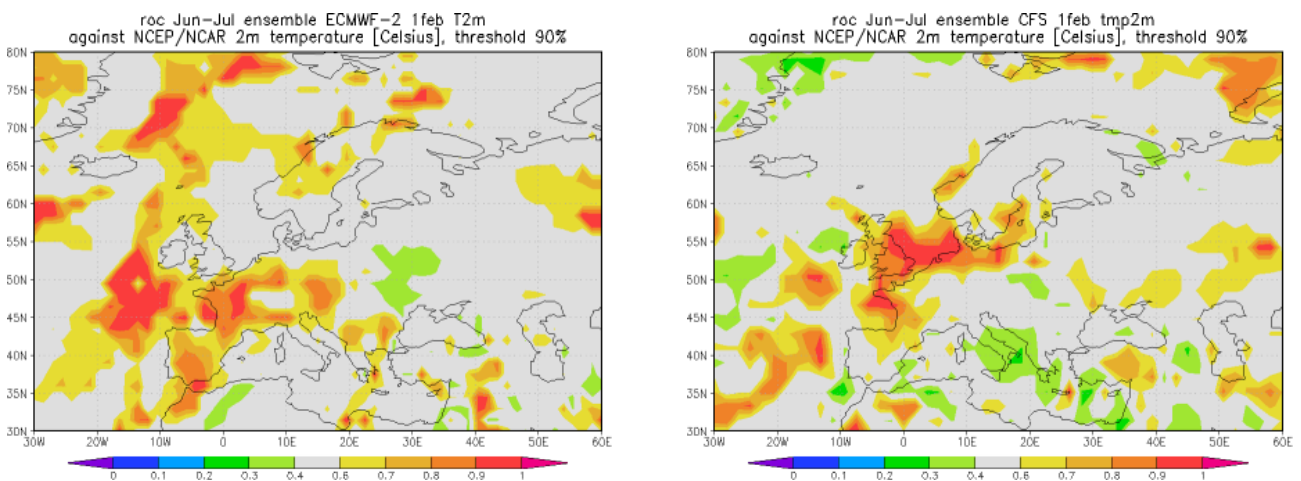 roc Jun-Jul ensemble ECMWF-2 1feb T2m
against NCEP/NCAR 2m temperature [Celsius], threshold 90%
80N
75N
70N
65N
60N
55N
50N
45N
40N
35N
30N
30W 20W 10W 0 10E 20E 30E 40E 50E 60E
0 0.1 0.2 0.3 0.4 0.6 0.7 0.8 0.9 1
roc Jun-Jul ensemble CFS 1feb tmp2m
against NCEP/NCAR 2m temperature [Celsius], threshold 90%
80N
75N
70N
65N
60N
55N
50N
45N
40N
35N
30N
30W 20W 10W 0 10E 20E 30E 40E 50E 60E
0 0.1 0.2 0.3 0.4 0.6 0.7 0.8 0.9 1